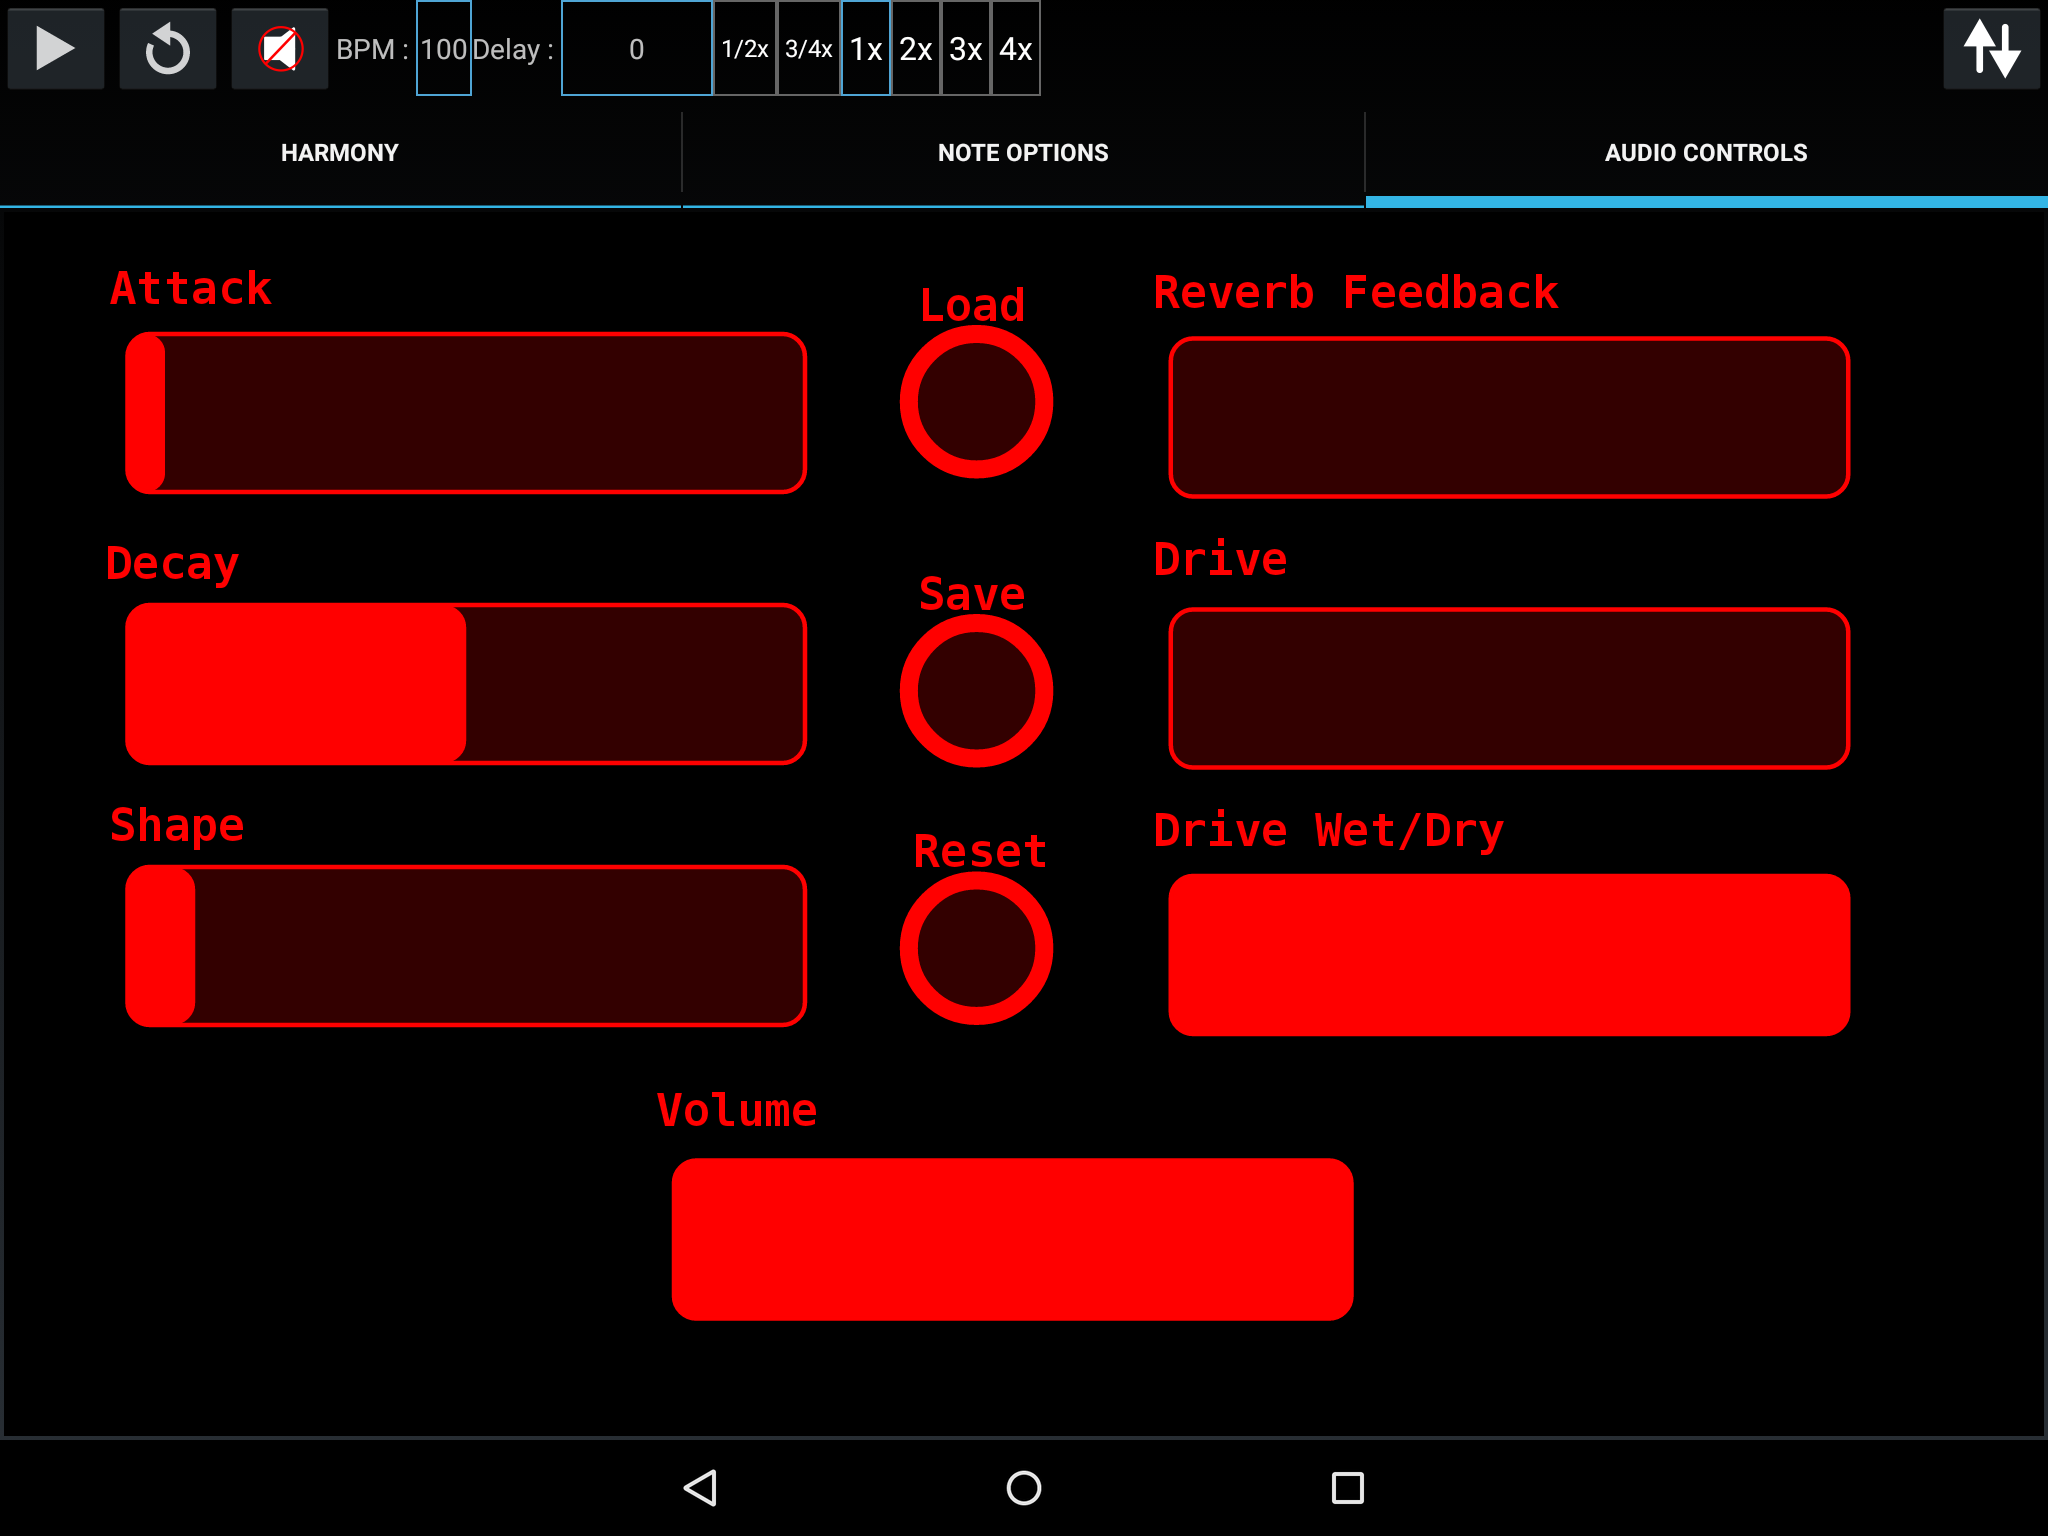 BPM : 100 Delay : 0 1/2x 3/4x 1x 2x 3x 4x
HARMONY NOTE OPTIONS AUDIO CONTROLS
Attack
Load
Reverb Feedback
Decay
Save
Drive
Shape
Reset
Drive Wet/Dry
Volume